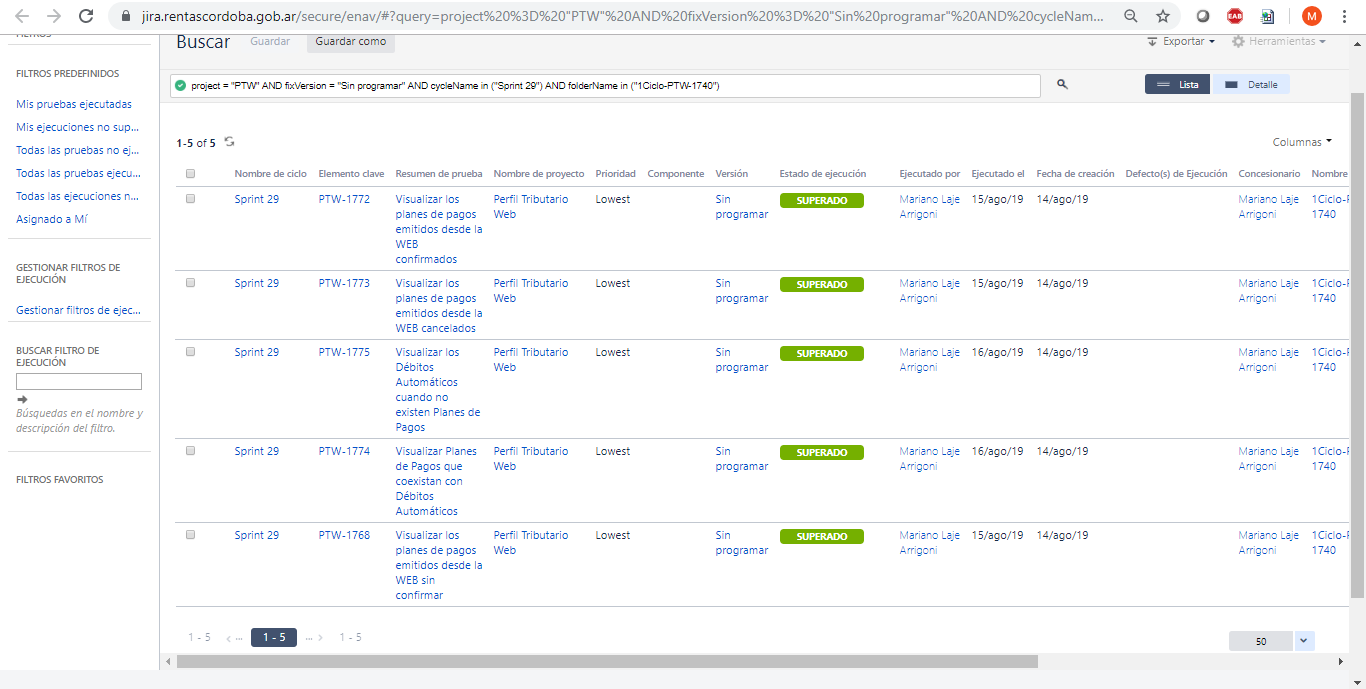 jira.rentascordoba.gob.ar/secure/enav/#?query=project%20%3D%20"PTW"%20AND%20fixVersion%20%3D%20"Sin%20programar"%20AND%20cycleNam...
EAB
M
FILTROS
Buscar Guardar Guardar como Exportar Herramientas
FILTROS PREDEFINIDOS
Mis pruebas ejecutadas
Mis ejecuciones no sup...
Todas las pruebas no ej...
Todas las pruebas ejecu...
Todas las ejecuciones n...
Asignado a Mí
GESTIONAR FILTROS DE
EJECUCIÓN
Gestionar filtros de ejec...
BUSCAR FILTRO DE
EJECUCIÓN
Búsquedas en el nombre y
descripción del filtro.
FILTROS FAVORITOS
project = "PTW" AND fixVersion = "Sin programar" AND cycleName in ("Sprint 29") AND folderName in ("1Ciclo-PTW-1740")
Lista Detalle
1-5 of 5
Columnas
Nombre de ciclo Elemento clave Resumen de prueba Nombre de proyecto Prioridad Componente Versión Estado de ejecución Ejecutado por Ejecutado el Fecha de creación Defecto(s) de Ejecución Concesionario Nombre
Sprint 29 PTW-1772 Visualizar los Perfil Tributario Lowest Sin SUPERADO Mariano Laje 15/ago/19 14/ago/19 Mariano Laje 1Ciclo-P
planes de pagos Web programar Arrigoni Arrigoni 1740
emitidos desde la
WEB
confirmados
Sprint 29 PTW-1773 Visualizar los Perfil Tributario Lowest Sin SUPERADO Mariano Laje 15/ago/19 14/ago/19 Mariano Laje 1Ciclo-P
planes de pagos Web programar Arrigoni Arrigoni 1740
emitidos desde la
WEB cancelados
Sprint 29 PTW-1775 Visualizar los Perfil Tributario Lowest Sin SUPERADO Mariano Laje 16/ago/19 14/ago/19 Mariano Laje 1Ciclo-P
Débitos Web programar Arrigoni Arrigoni 1740
Automáticos
cuando no
existen Planes de
Pagos
Sprint 29 PTW-1774 Visualizar Planes Perfil Tributario Lowest Sin SUPERADO Mariano Laje 16/ago/19 14/ago/19 Mariano Laje 1Ciclo-P
de Pagos que Web programar Arrigoni Arrigoni 1740
coexistan con
Débitos
Automáticos
Sprint 29 PTW-1768 Visualizar los Perfil Tributario Lowest Sin SUPERADO Mariano Laje 15/ago/19 14/ago/19 Mariano Laje 1Ciclo-P
planes de pagos Web programar Arrigoni Arrigoni 1740
emitidos desde la
WEB sin
confirmar
1 - 5 ‹ ... 1 - 5 ... › 1 - 5
50